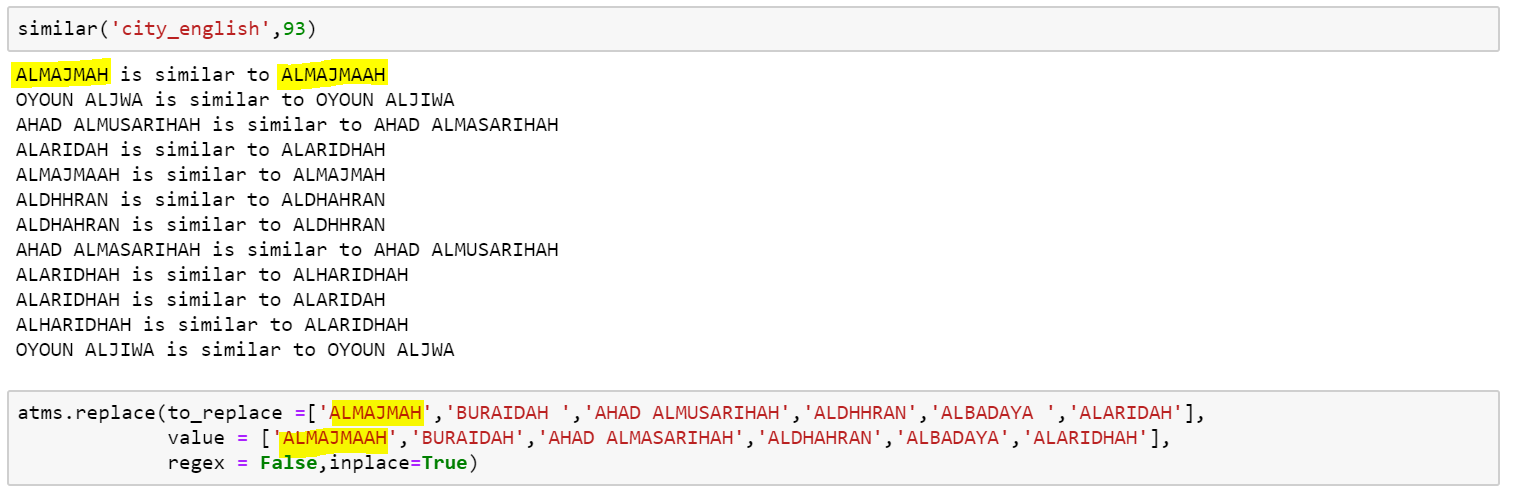 similar('city_english',93)
ALMAJMAH is similar to ALMAJMAAH
OYOUN ALJWA is similar to OYOUN ALJIWA
AHAD ALMUSARIHAH is similar to AHAD ALMASARIHAH
ALARIDAH is similar to ALARIDHAH
ALMAJMAAH is similar to ALMAJMAH
ALDHHRAN is similar to ALDHAHRAN
ALDHAHRAN is similar to ALDHHRAN
AHAD ALMASARIHAH is similar to AHAD ALMUSARIHAH
ALARIDHAH is similar to ALHARIDHAH
ALARIDHAH is similar to ALARIDAH
ALHARIDHAH is similar to ALARIDHAH
OYOUN ALJIWA is similar to OYOUN ALJWA
atms.replace(to_replace =['ALMAJMAH','BURAIDAH ','AHAD ALMUSARIHAH','ALDHHRAN','ALBADAYA ','ALARIDAH'],
value = ['ALMAJMAAH','BURAIDAH','AHAD ALMASARIHAH','ALDHAHRAN','ALBADAYA','ALARIDHAH'],
regex = False,inplace=True)